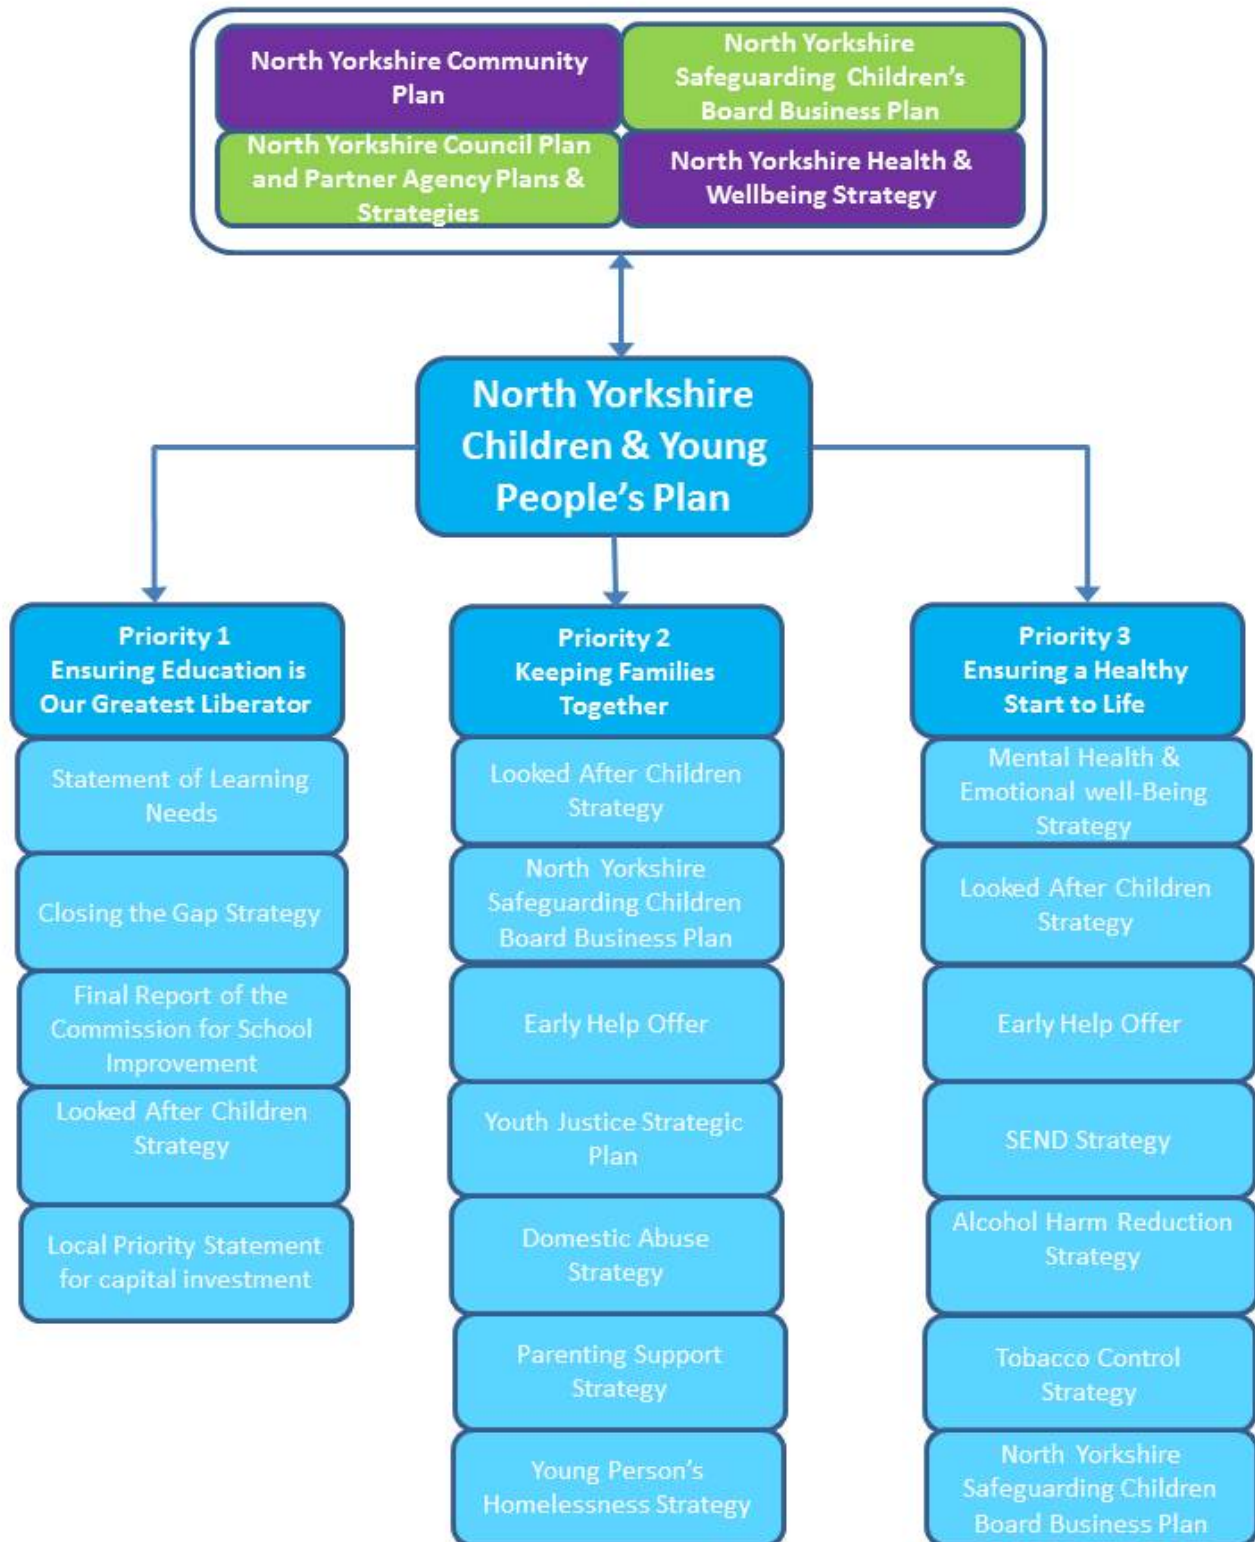 North Yorkshire Community
Plan
North Yorkshire
Safeguarding Children's
Board Business Plan
North Yorkshire Council Plan
and Partner Agency Plans &
Strategies
North Yorkshire Health &
Wellbeing Strategy
North Yorkshire
Children & Young
People's Plan
Priority 1
Ensuring Education is
Our Greatest Liberator
Statement of Learning
Needs
Closing the Gap Strategy
Final Report of the
Commission for School
Improvement
Looked After Children
Strategy
Local Priority Statement
for capital investment
Priority 2
Keeping Families
Together
Looked After Children
Strategy
North Yorkshire
Safeguarding Children
Board Business Plan
Early Help Offer
Youth Justice Strategic
Plan
Domestic Abuse
Strategy
Parenting Support
Strategy
Young Person's
Homelessness Strategy
Priority 3
Ensuring a Healthy
Start to Life
Mental Health &
Emotional well-Being
Strategy
Looked After Children
Strategy
Early Help Offer
SEND Strategy
Alcohol Harm Reduction
Strategy
Tobacco Control
Strategy
North Yorkshire
Safeguarding Children
Board Business Plan